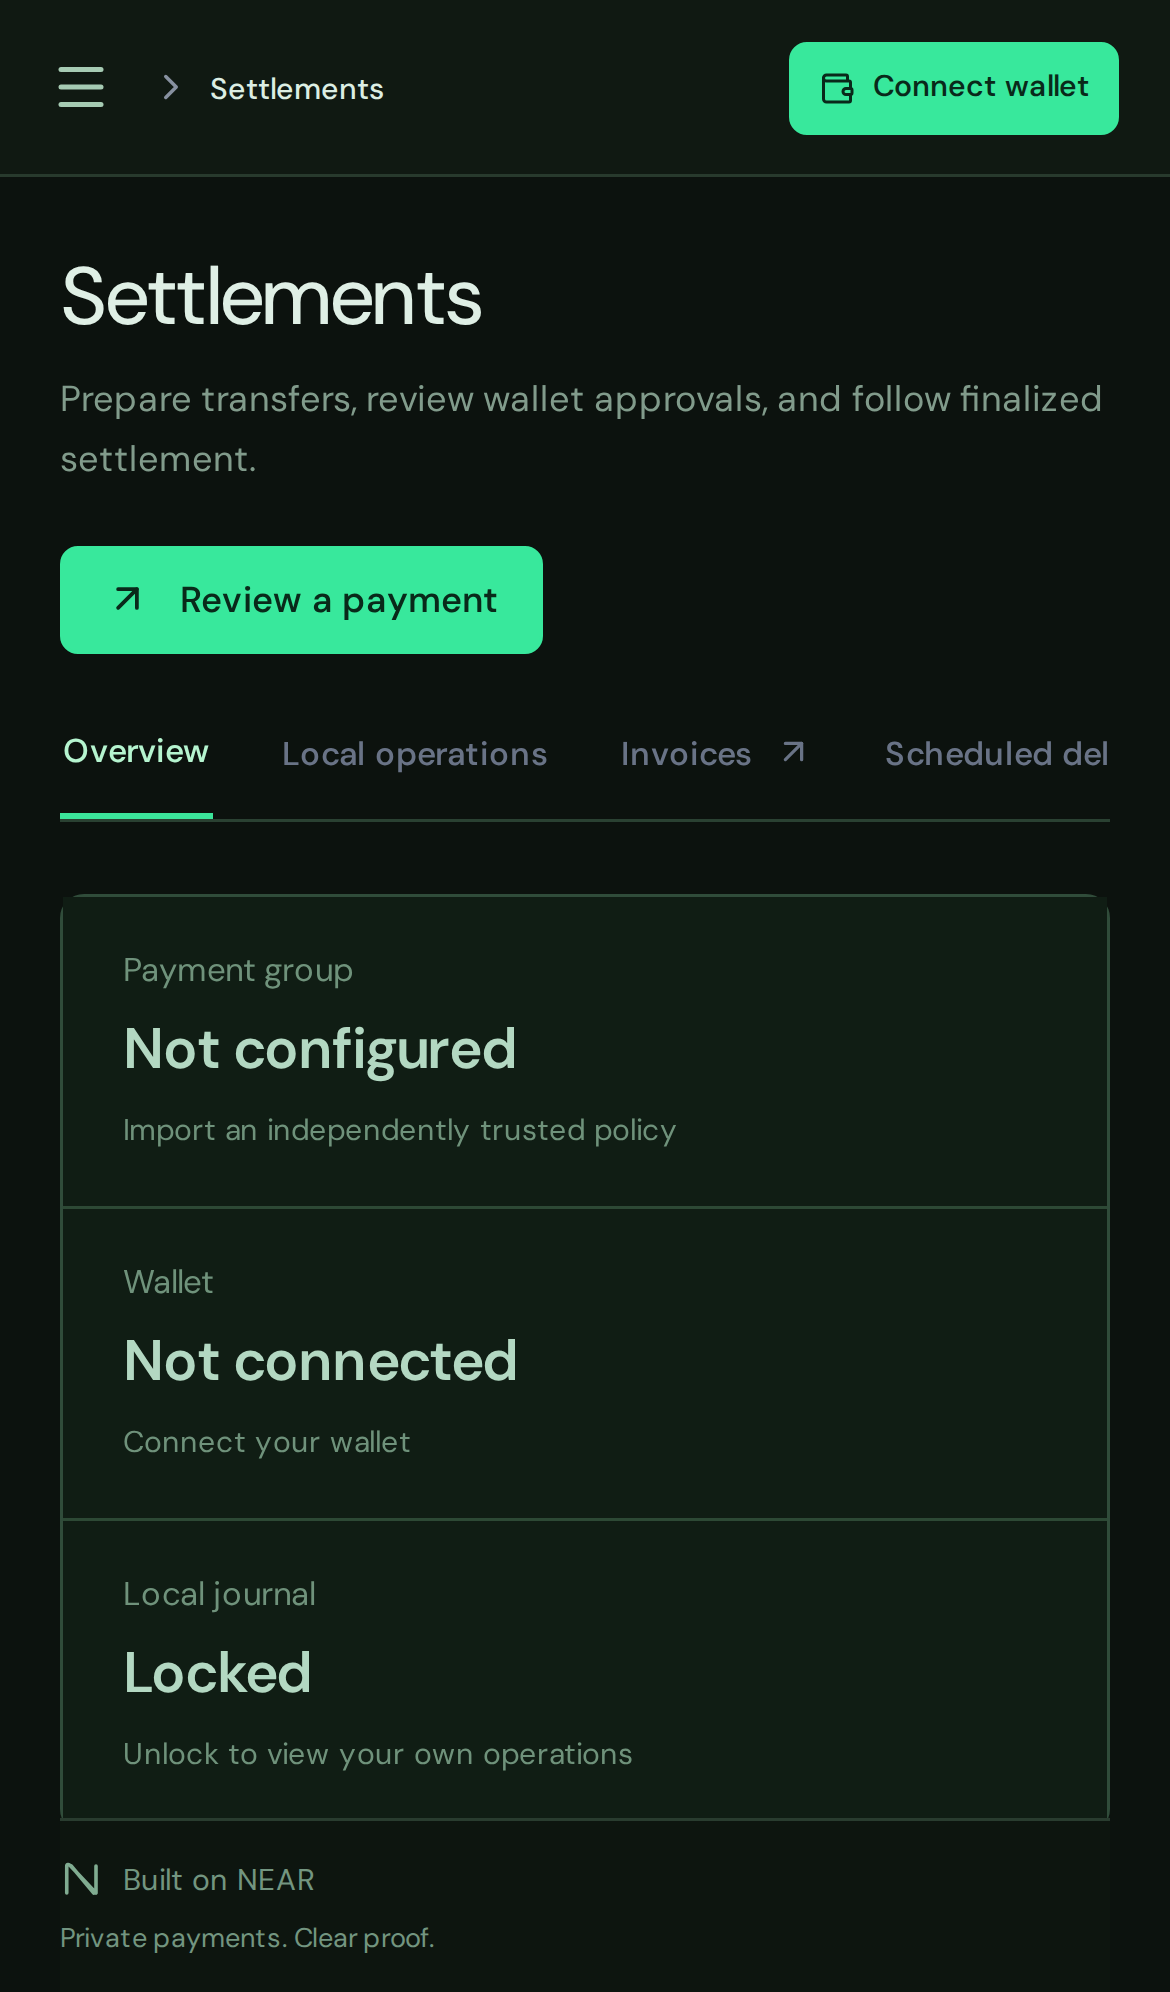 Settlements
Connect wallet
Settlements
Prepare transfers, review wallet approvals, and follow finalized
settlement.
Review a payment
Overview
Local operations
Invoices
Scheduled del
Payment group
Not configured
Import an independently trusted policy
Wallet
Not connected
Connect your wallet
Local journal
Locked
Unlock to view your own operations
Built on NEAR
Private payments. Clear proof.